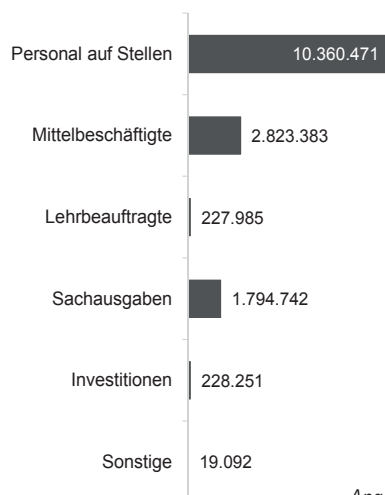 Personal auf Stellen 10.360.471
Mittelbeschäftigte 2.823.383
Lehrbeauftragte 227.985
Sachausgaben 1.794.742
Investitionen 228.251
Sonstige 19.092